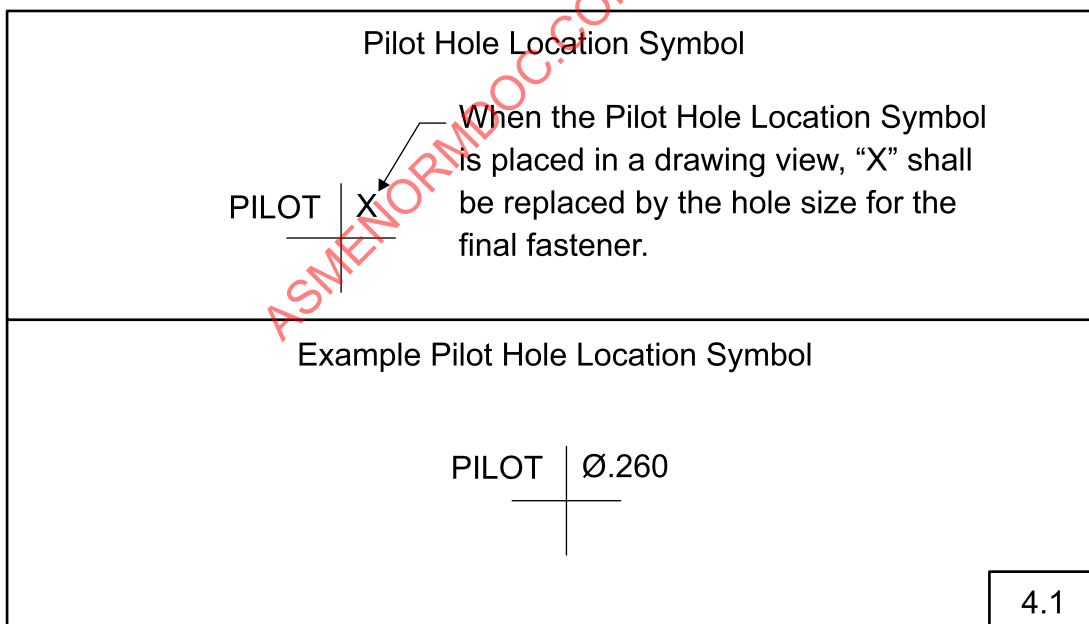 Pilot Hole Location Symbol
When the Pilot Hole Location Symbol
is placed in a drawing view, “X” shall
be replaced by the hole size for the
final fastener.
PILOT X
ASMENORMDOC.COM
Example Pilot Hole Location Symbol
PILOT Ø.260
4.1